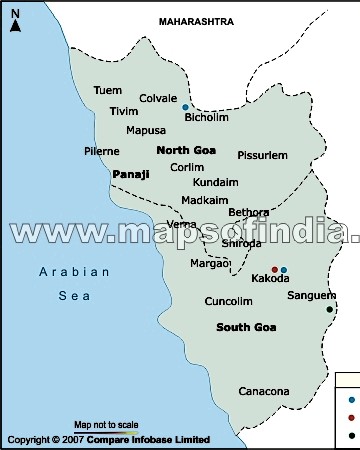 N
MAHARASHTRA
Tuem
Colvale
Tivim
Bicholim
Mapusa
Pilerne
North Goa
Pissurlem
Corlim
Panaji
Kundaim
Madkaim
Bethora
Verna
www.mapsofindia.
Shiroda
Margao
Arabian
Sea
Kakoda
Sanguem
Cuncolim
South Goa
Canacona
Map not to scale
Copyright © 2007 Compare Infobase Limited